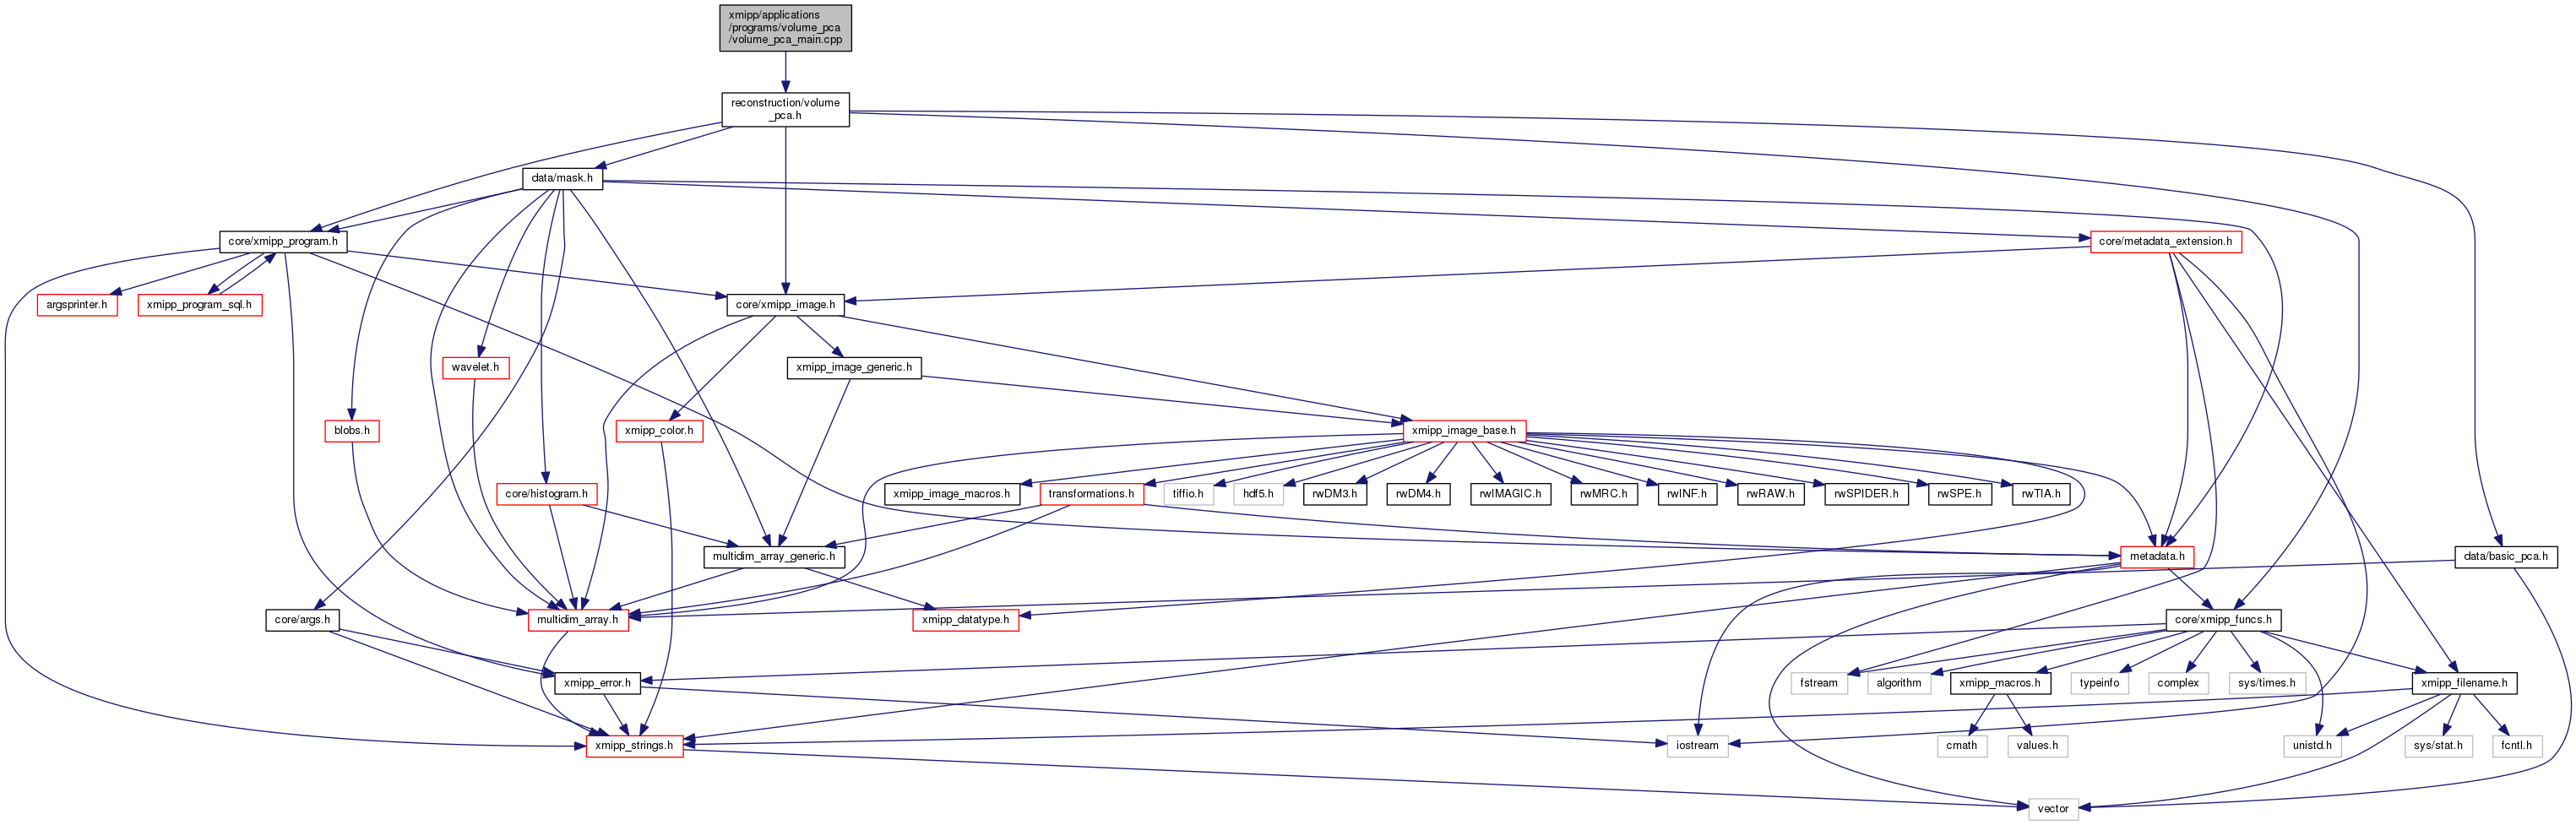 xmipp/applications
/programs/volume_pca
/volume_pca_main.cpp
reconstruction/volume
_pca.h
data/mask.h
core/xmipp_program.h
core/metadata_extension.h
argsprinter.h
xmipp_program_sql.h
core/xmipp_image.h
wavelet.h
xmipp_image_generic.h
blobs.h
xmipp_color.h
xmipp_image_base.h
core/histogram.h
xmipp_image_macros.h
transformations.h
tiffio.h
hdf5.h
rwDM3.h
rwDM4.h
rwIMAGIC.h
rwMRC.h
rwINF.h
rwRAW.h
rwSPIDER.h
rwSPE.h
rwTIA.h
multidim_array_generic.h
metadata.h
data/basic_pca.h
core/args.h
multidim_array.h
xmipp_datatype.h
core/xmipp_funcs.h
xmipp_error.h
fstream
algorithm
xmipp_macros.h
typeinfo
complex
sys/times.h
xmipp_filename.h
xmipp_strings.h
iostream
cmath
values.h
unistd.h
sys/stat.h
fcntl.h
vector